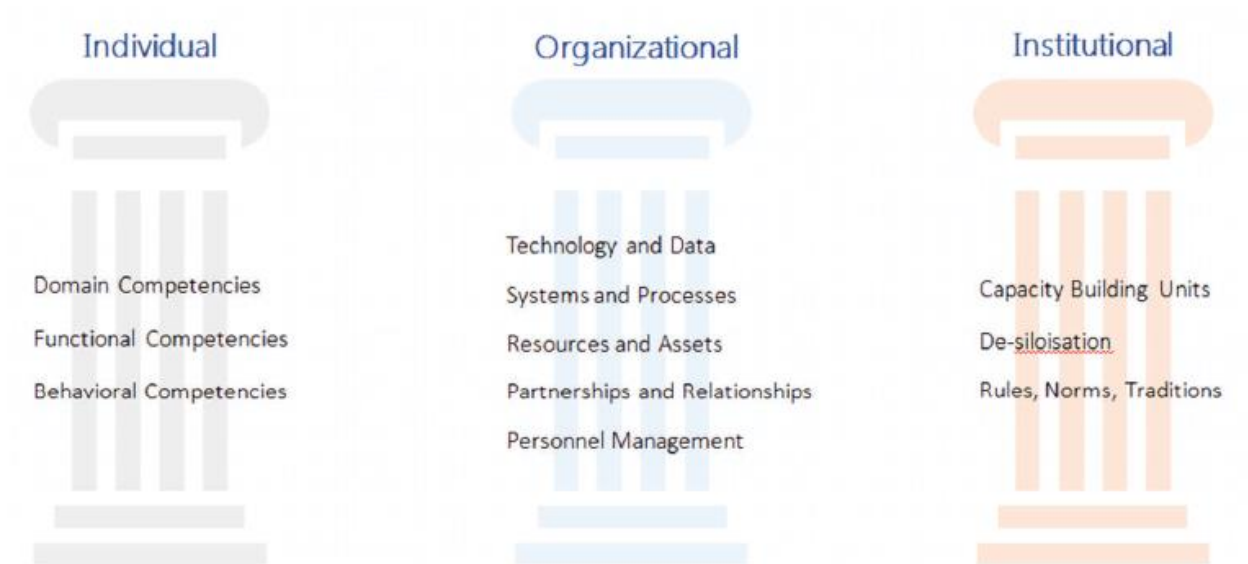 Individual
Domain Competencies
Functional Competencies
Behavioral Competencies
Organizational
Technology and Data
Systems and Processes
Resources and Assets
Partnerships and Relationships
Personnel Management
Institutional
Capacity Building Units
De-siloisation
Rules, Norms, Traditions